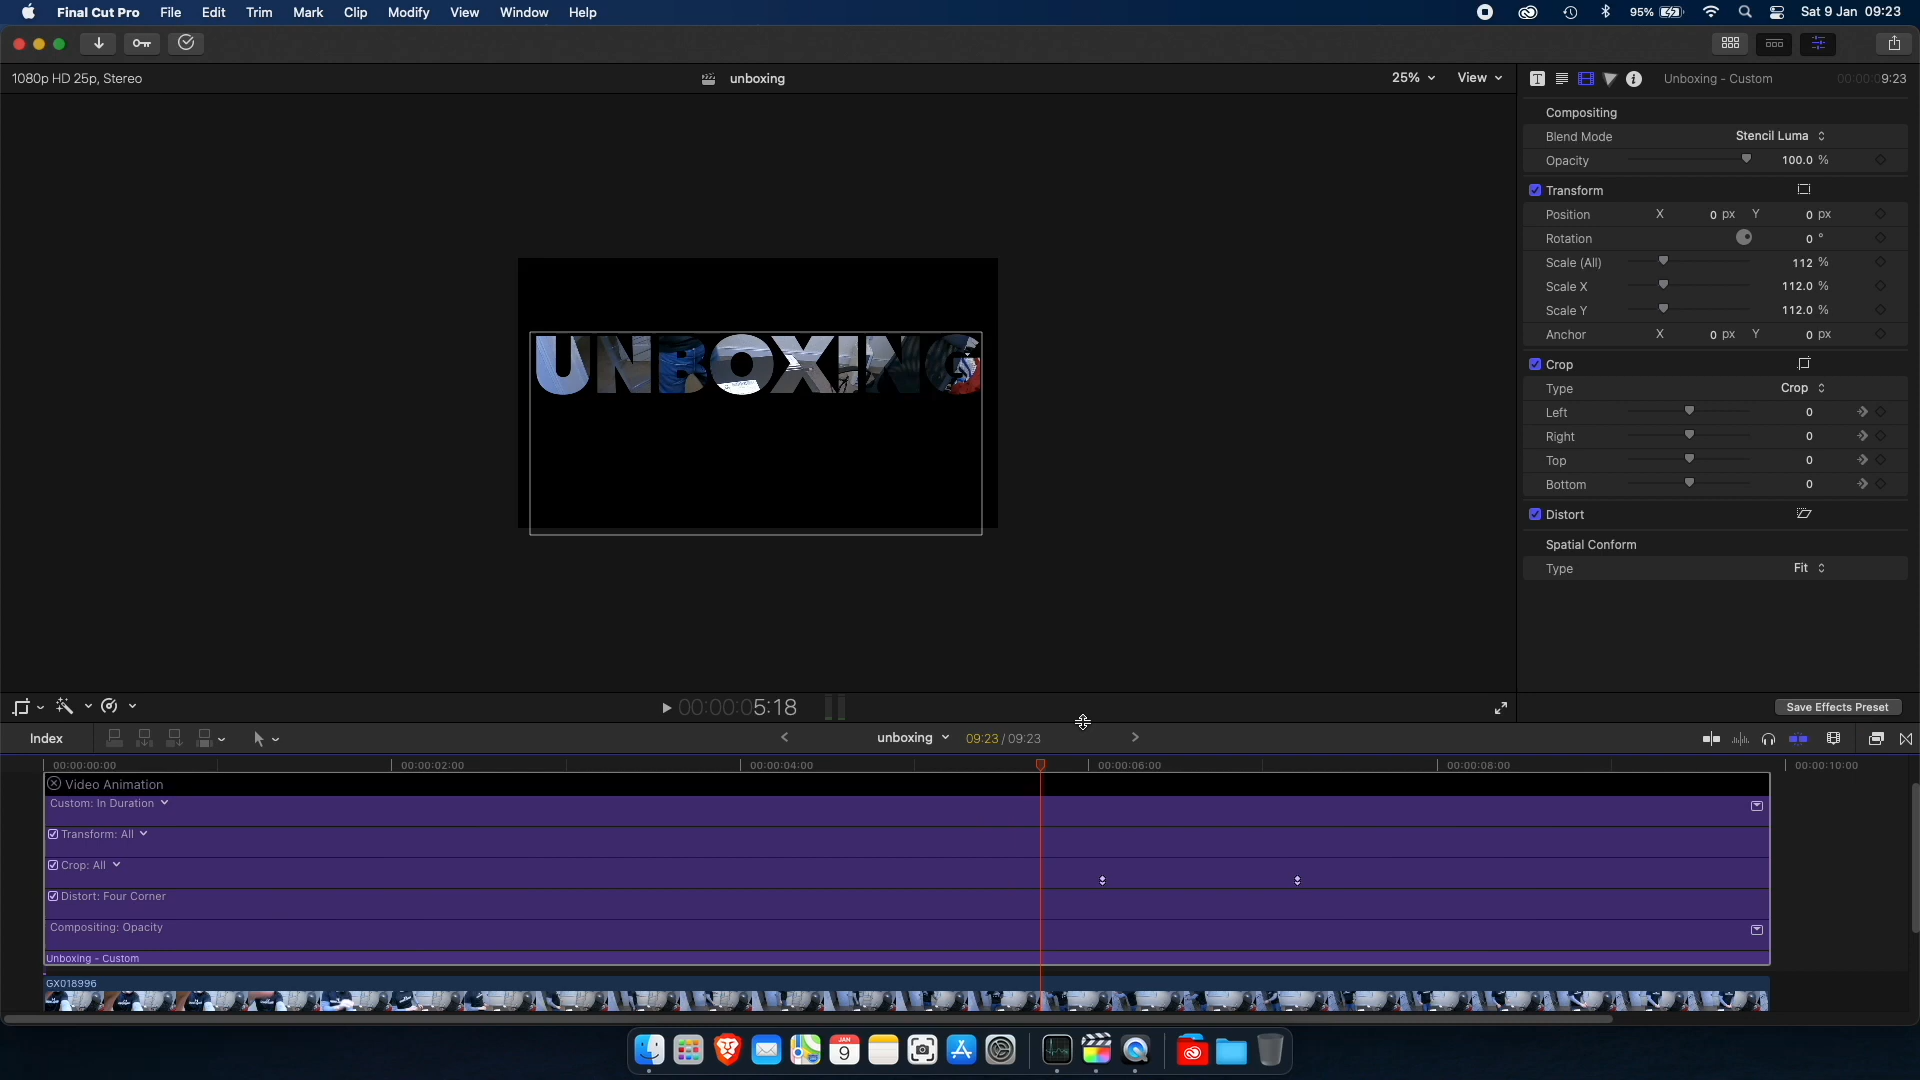 Final Cut Pro File Edit Trim Mark Clip Modify View Window Help 95% Sat 9 Jan 09:23
1080p HD 25p, Stereo unboxing 25% View Unboxing - Custom 00:00:09:23
Compositing
Blend Mode Stencil Luma
Opacity 100.0 %
Transform
Position X 0 px Y 0 px
Rotation 0 °
Scale (All) 112 %
Scale X 112.0 %
Scale Y 112.0 %
Anchor X 0 px Y 0 px
Crop
Type Crop
Left 0
Right 0
Top 0
Bottom 0
Distort
Spatial Conform
Type Fit
UNBOXING
00:00:05:18 Save Effects Preset
Index unboxing 09:23 / 09:23
00:00:00:00 00:00:02:00 00:00:04:00 00:00:06:00 00:00:08:00 00:00:10:00
Video Animation
Custom: In Duration
Transform: All
Crop: All
Distort: Four Corner
Compositing: Opacity
Unboxing - Custom
GX018996
JAN
9